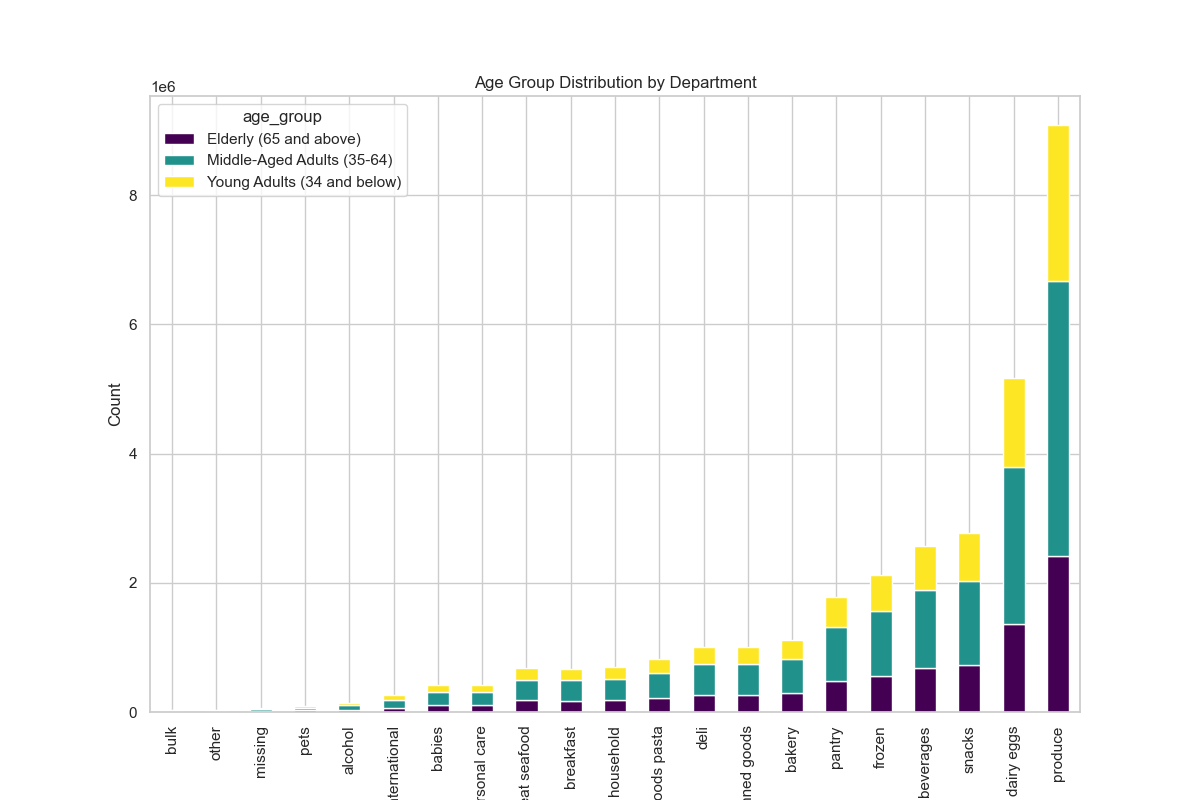 Age Group Distribution by Department
1e6
age_group
Elderly (65 and above)
Middle-Aged Adults (35-64)
Young Adults (34 and below)
8
6
4
2
0
Count
bulk
other
missing
pets
alcohol
nternational
babies
rsonal care
eat seafood
breakfast
household
oods pasta
deli
nned goods
bakery
pantry
frozen
beverages
snacks
dairy eggs
produce